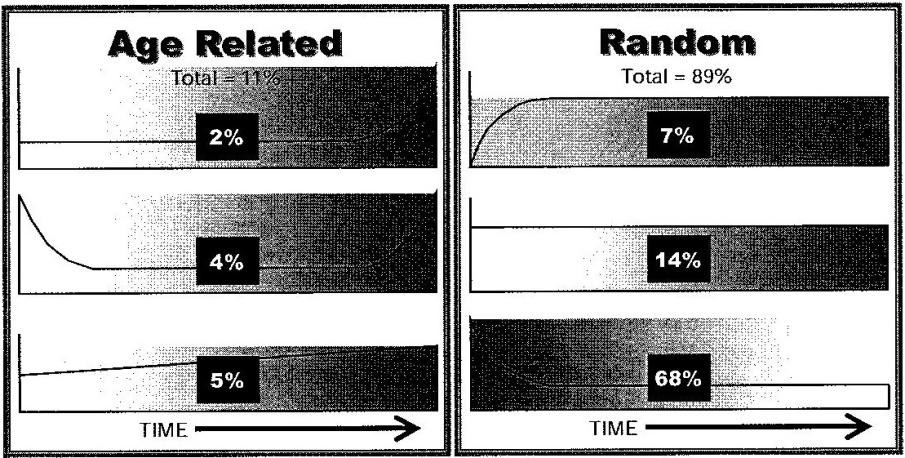 Age Related
Total = 11%
2%
4%
5%
TIME
Random
Total = 89%
7%
14%
68%
TIME